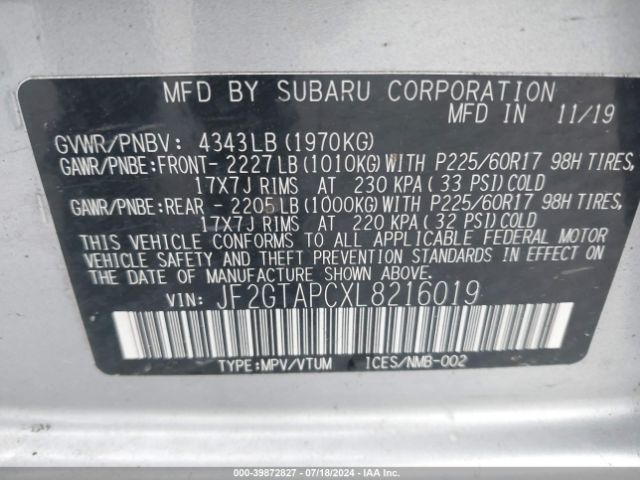 MFD BY SUBARU CORPORATION
MFD IN 11/19
GVWR/PNBV: 4343LB (1970KG)
GAWR/PNBE:FRONT- 2227LB(1010KG)WITH P225/60R17 98H TIRES,
17X7J RIMS AT 230 KPA( 33 PSI)COLD
GAWR/PNBE:REAR - 2205LB(1000KG)WITH P225/60R17 98H TIRES,
17X7J RIMS AT 220 KPA( 32 PSI)COLD
THIS VEHICLE CONFORMS TO ALL APPLICABLE FEDERAL MOTOR
VEHICLE SAFETY AND THEFT PREVENTION STANDARDS IN EFFECT ON
THE DATE OF MANUFACTURE SHOWN ABOVE.
VIN: JF2GTAPCXL8216019
TYPE:MPV/VTUM ICES/NMB-002
000-39872827 - 07/18/2024 - IAA Inc.